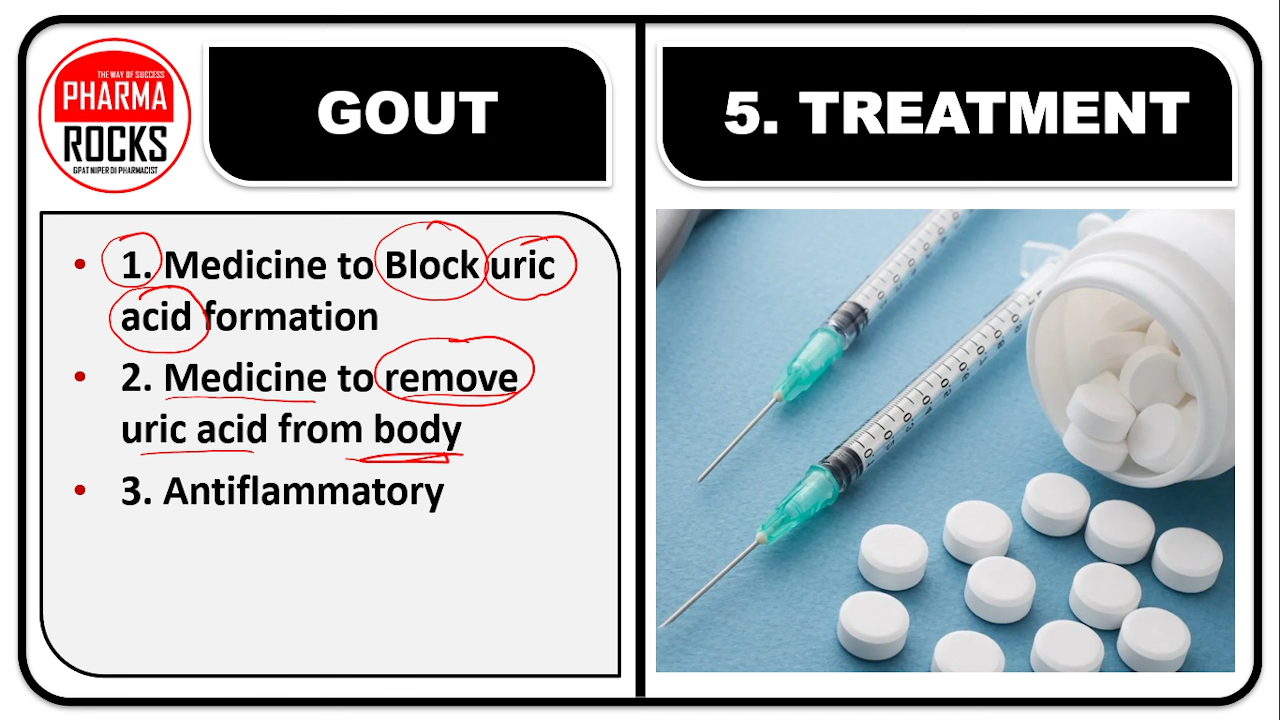 THE WAY OF SUCCESS
PHARMA
ROCKS
GPAT NIPER DI PHARMACIST
GOUT
5. TREATMENT
• 1. Medicine to Block uric
acid formation
• 2. Medicine to remove
uric acid from body
• 3. Antiflammatory